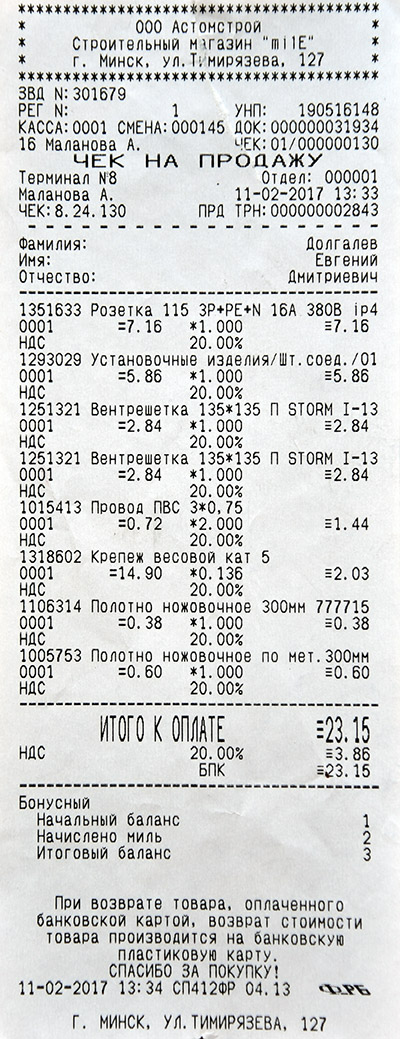 ****************************************
* ООО Астомстрой *
* Строительный магазин "milE" *
* г. МИНСК, ул.Тимирязева, 127 *
****************************************
ЗВД N:301679
РЕГ N: 1 УНП: 190516148
КАССА:0001 СМЕНА:000145 ДОК:000000031934
16 Маланова А. ЧЕК:01/000000130
ЧЕК НА ПРОДАЖУ
Терминал №8 Отдел: 000001
Маланова А. 11-02-2017 13:33
ЧЕК:8.24.130 ПРД ТРН:000000002843
Фамилия: Долгалев
Имя: Евгений
Отчество: Дмитриевич
1351633 Розетка 115 3P+PE+N 16А 380В ip4
0001 =7.16 *1.000 ≡7.16
НДС 20.00%
1293029 Установочные изделия/Шт.соед./01
0001 =5.86 *1.000 ≡5.86
НДС 20.00%
1251321 Вентрешетка 135*135 П STORM I-13
0001 =2.84 *1.000 ≡2.84
НДС 20.00%
1251321 Вентрешетка 135*135 П STORM I-13
0001 =2.84 *1.000 ≡2.84
НДС 20.00%
1015413 Провод ПВС 3*0,75
0001 =0.72 *2.000 ≡1.44
НДС 20.00%
1318602 Крепеж весовой кат 5
0001 =14.90 *0.136 ≡2.03
НДС 20.00%
1106314 Полотно ножовочное 300мм 777715
0001 =0.38 *1.000 ≡0.38
НДС 20.00%
1005753 Полотно ножовочное по мет.300мм
0001 =0.60 *1.000 ≡0.60
НДС 20.00%
ИТОГО К ОПЛАТЕ ≡23.15
НДС 20.00% ≡3.86
БПК ≡23.15
Бонусный
Начальный баланс 1
Начислено миль 2
Итоговый баланс 3
При возврате товара, оплаченного
банковской картой, возврат стоимости
товара производится на банковскую
пластиковую карту.
СПАСИБО ЗА ПОКУПКУ!
11-02-2017 13:34 СП412ФР 04.13 ФРБ
Г. МИНСК, УЛ.ТИМИРЯЗЕВА, 127